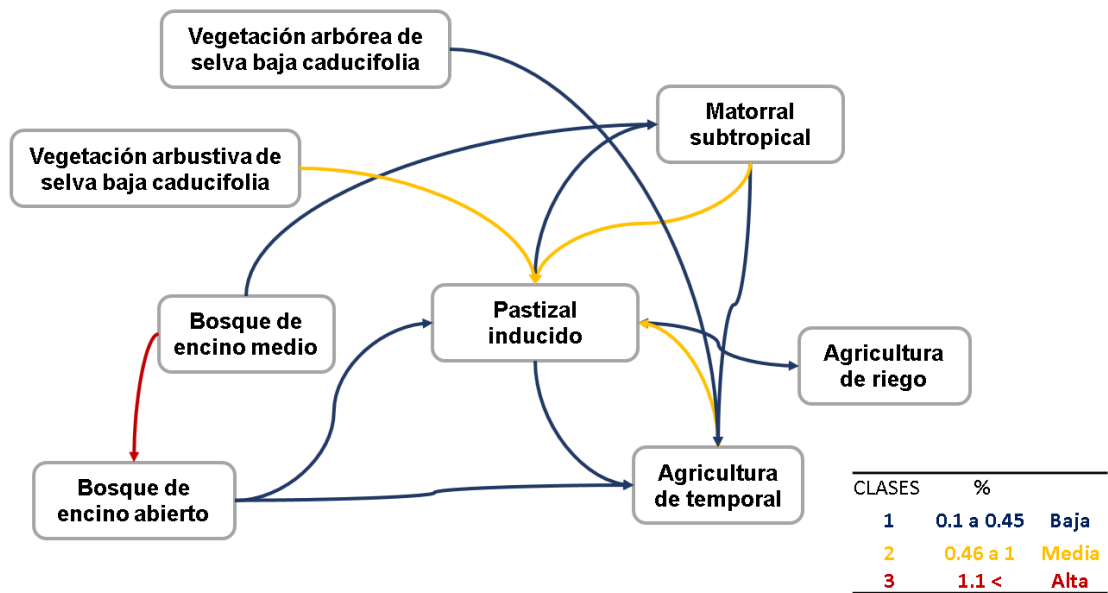 Vegetación arbórea de
selva baja caducifolia
Matorral
subtropical
Vegetación arbustiva de
selva baja caducifolia
Bosque de
encino medio
Pastizal
inducido
Agricultura
de riego
Bosque de
encino abierto
Agricultura
de temporal
CLASES %
1 0.1 a 0.45 Baja
2 0.46 a 1 Media
3 1.1 < Alta